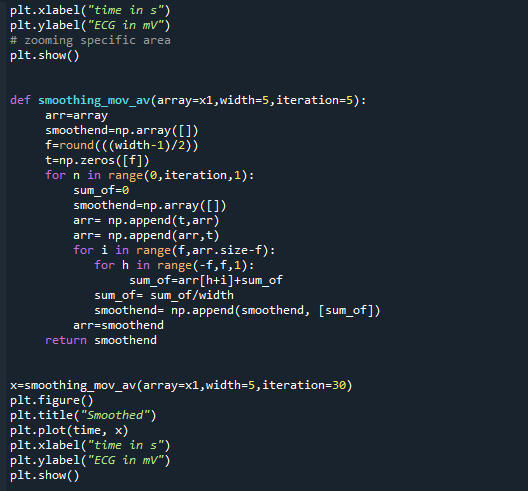 plt.xlabel("time in s")
plt.ylabel("ECG in mV")
# zooming specific area
plt.show()
def smoothing_mov_av(array=x1,width=5,iteration=5):
arr=array
smoothend=np.array([])
f=round(((width-1)/2))
t=np.zeros([f])
for n in range(0,iteration,1):
sum_of=0
smoothend=np.array([])
arr= np.append(t,arr)
arr= np.append(arr,t)
for i in range(f,arr.size-f):
for h in range(-f,f,1):
sum_of=arr[h+i]+sum_of
sum_of= sum_of/width
smoothend= np.append(smoothend, [sum_of])
arr=smoothend
return smoothend
x=smoothing_mov_av(array=x1,width=5,iteration=30)
plt.figure()
plt.title("Smoothed")
plt.plot(time, x)
plt.xlabel("time in s")
plt.ylabel("ECG in mV")
plt.show()